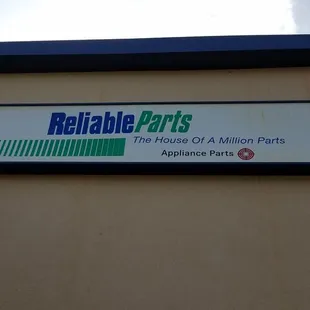 ReliableParts
The House Of A Million Parts
Appliance Parts